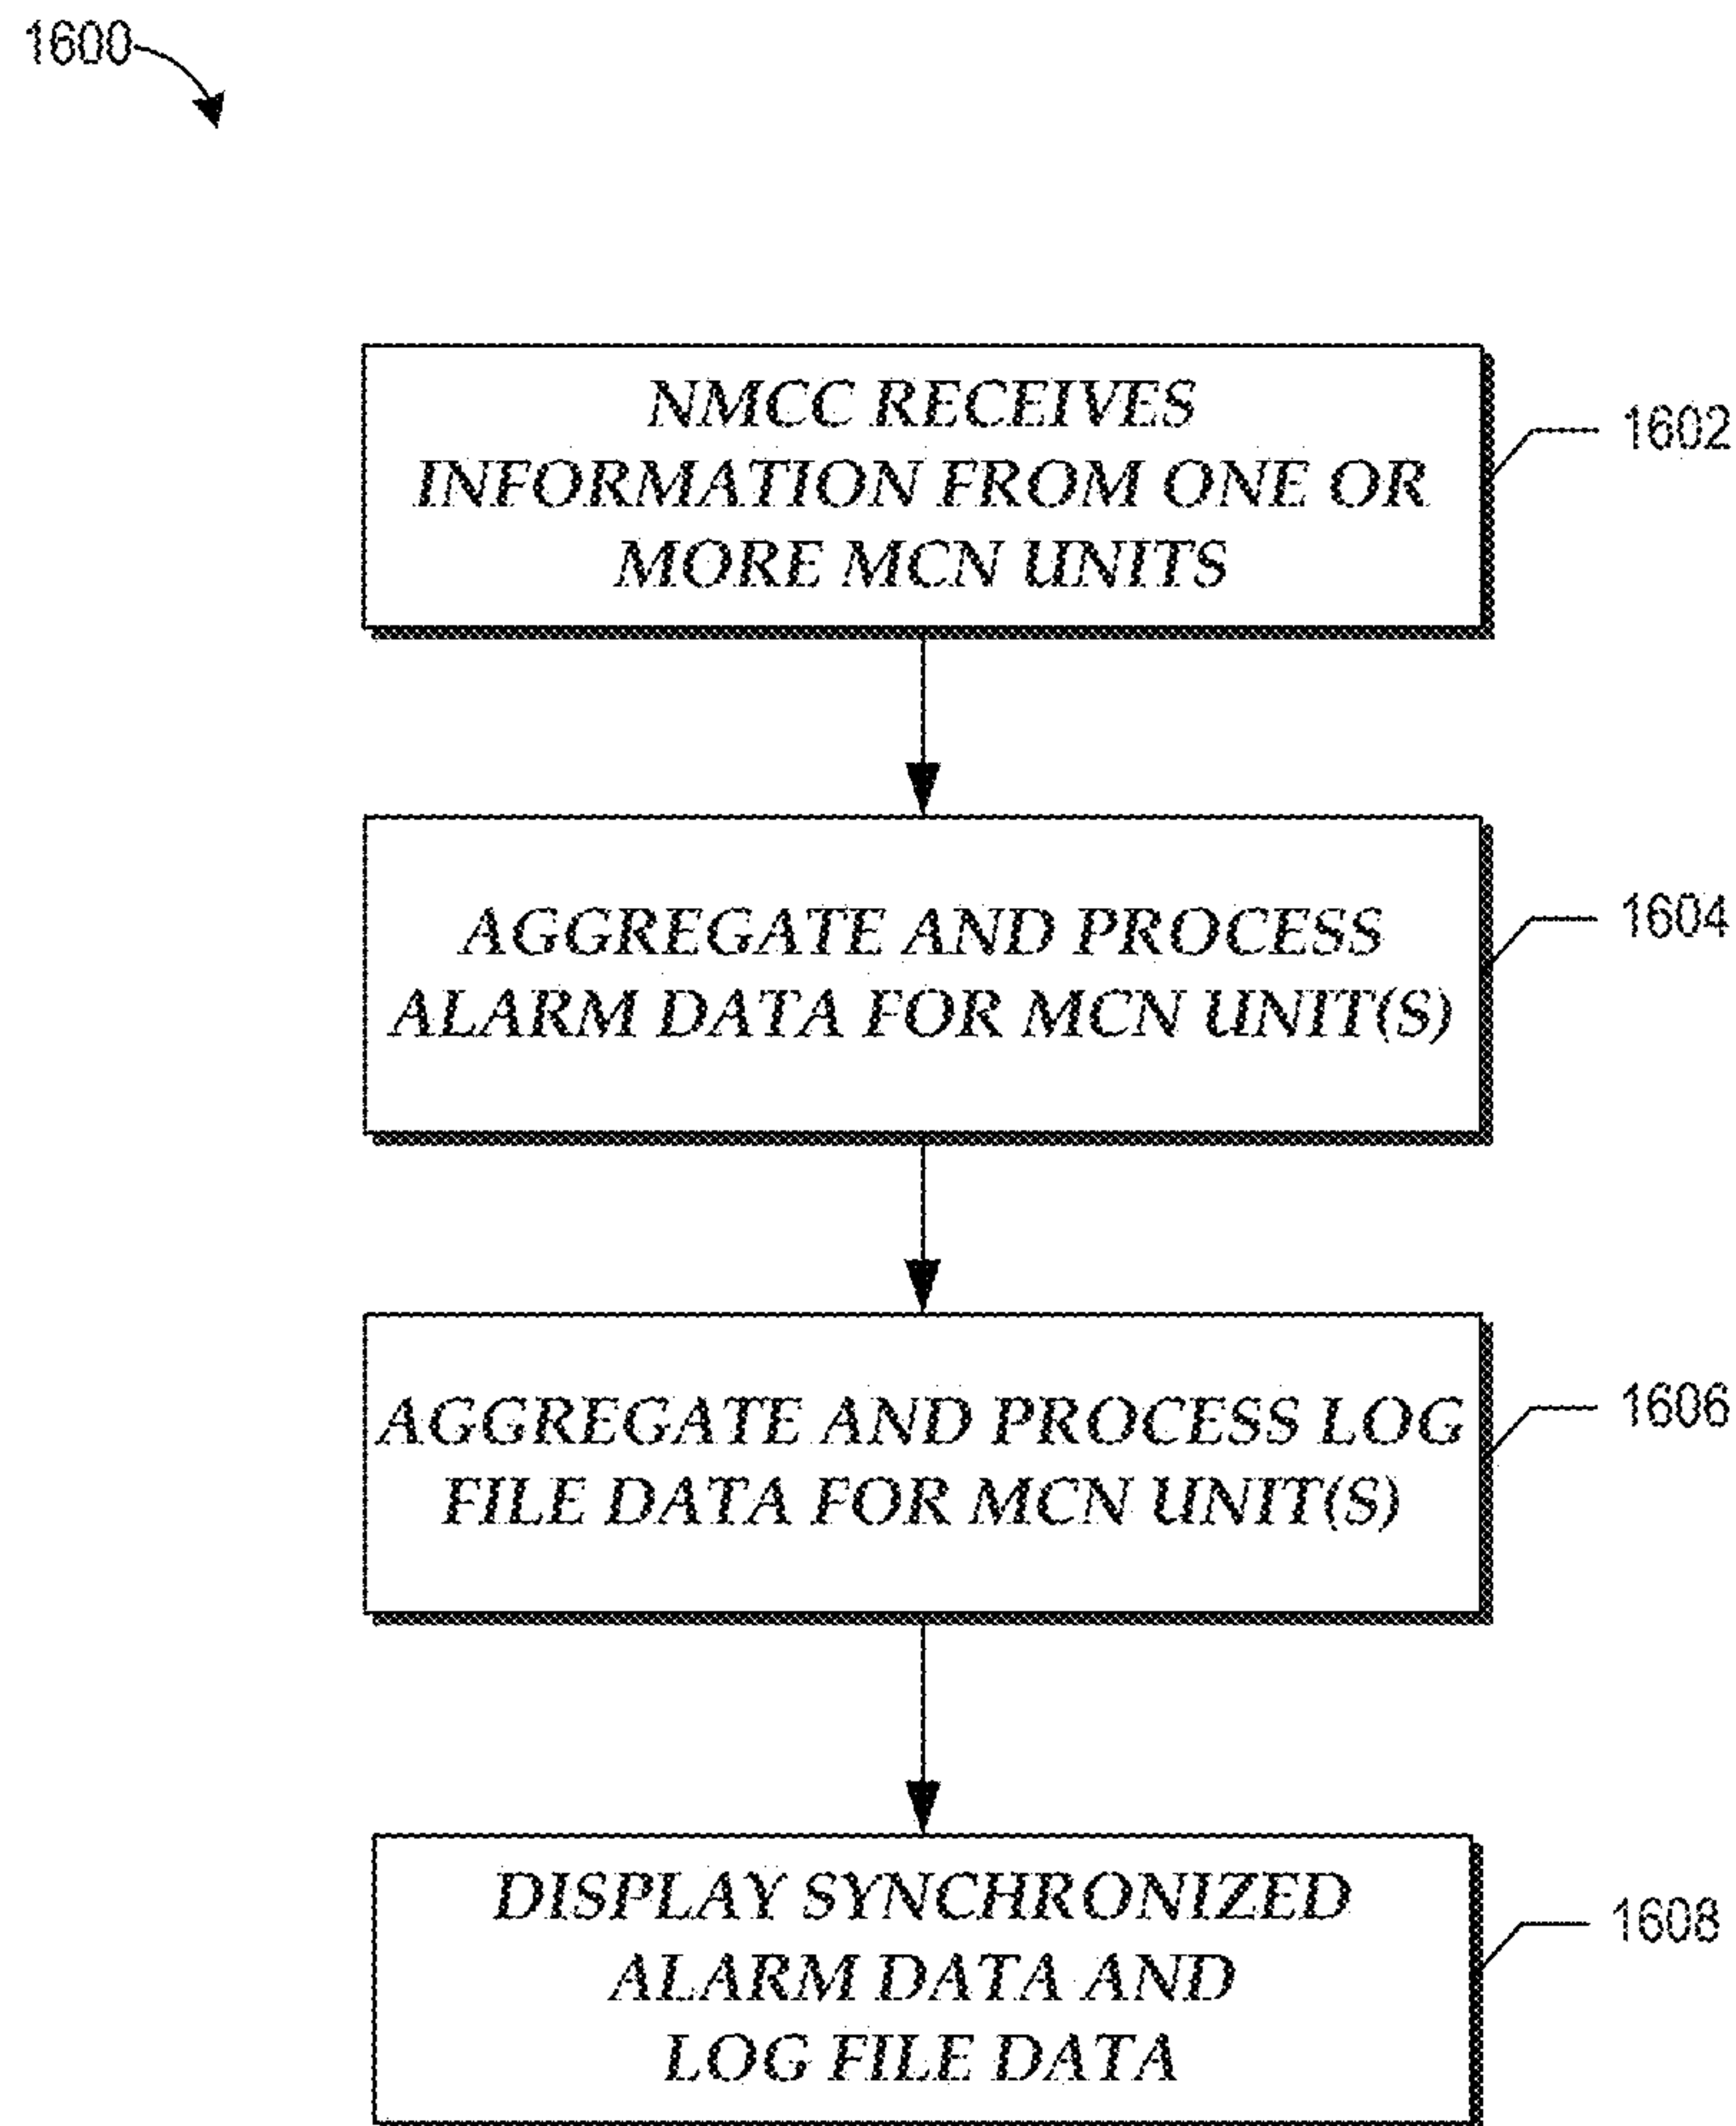 1600
NMCC RECEIVES
INFORMATION FROM ONE OR
MORE MCN UNITS
1602
AGGREGATE AND PROCESS
ALARM DATA FOR MCN UNIT(S)
1604
AGGREGATE AND PROCESS LOG
FILE DATA FOR MCN UNIT(S)
1606
DISPLAY SYNCHRONIZED
ALARM DATA AND
LOG FILE DATA
1608